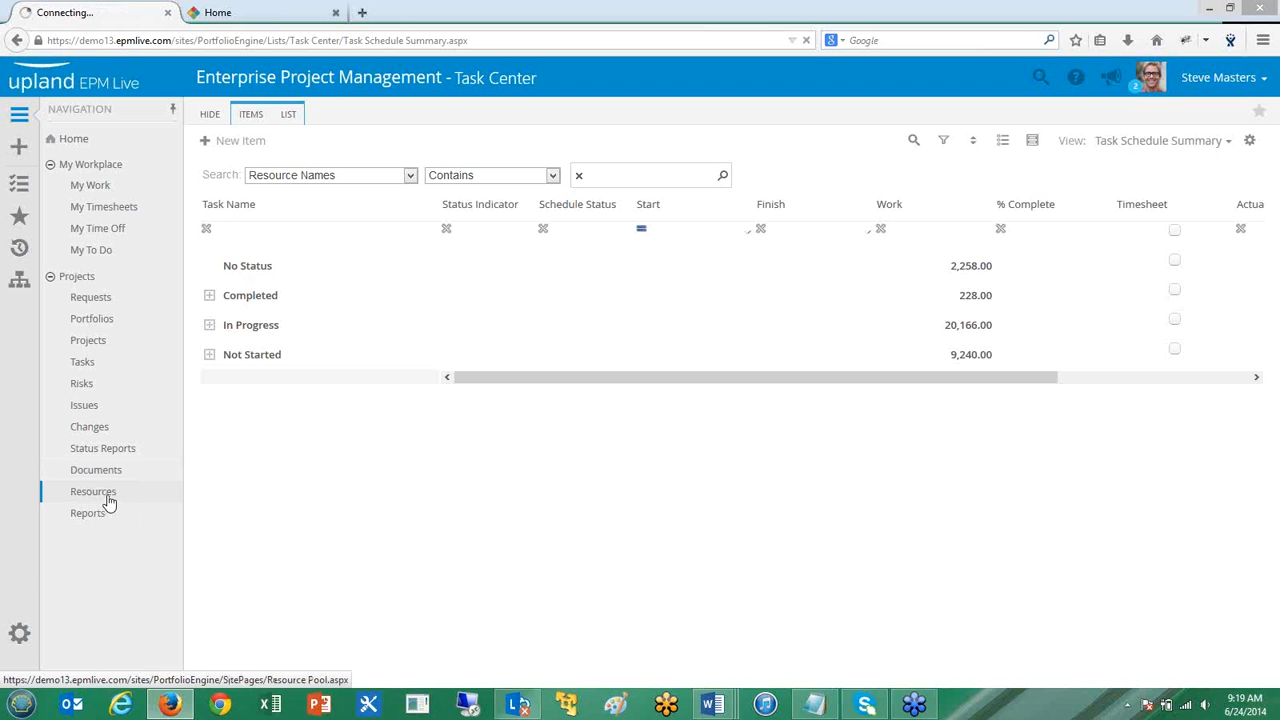 Connecting...
Home
https://demo13.epmlive.com/sites/PortfolioEngine/Lists/Task Center/Task Schedule Summary.aspx
Google
upland EPM Live
Enterprise Project Management - Task Center
2
Steve Masters
NAVIGATION
HIDE
ITEMS
LIST
Home
My Workplace
My Work
My Timesheets
My Time Off
My To Do
Projects
Requests
Portfolios
Projects
Tasks
Risks
Issues
Changes
Status Reports
Documents
Resources
Reports
New Item
View: Task Schedule Summary
Search: Resource Names
Contains
Task Name Status Indicator Schedule Status Start Finish Work % Complete Timesheet Actua
No Status 2,258.00
Completed 228.00
In Progress 20,166.00
Not Started 9,240.00
https://demo13.epmlive.com/sites/PortfolioEngine/SitePages/Resource Pool.aspx
9:19 AM
6/24/2014